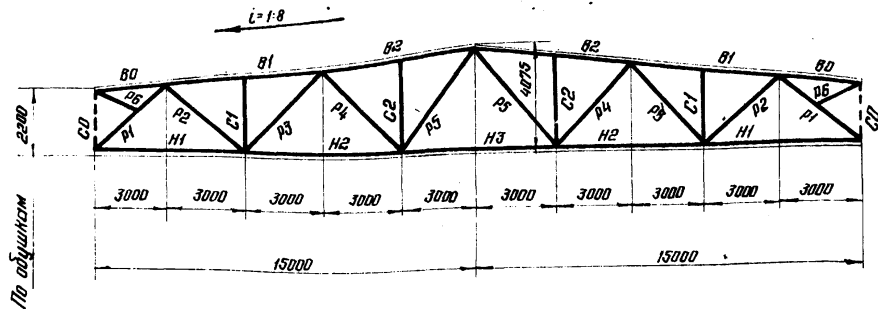 i=1:8
В0 В1 В2 В2 В1 В0
2200 С0 Р6 Р1 Р2 С1 Р3 Р4 С2 Р5 4075 Р5 С2 Р4 Р3 С1 Р2 Р1 Р6 С0
Н1 Н2 Н3 Н2 Н1
3000 3000 3000 3000 3000 3000 3000 3000 3000 3000
15000 15000
По обушкам